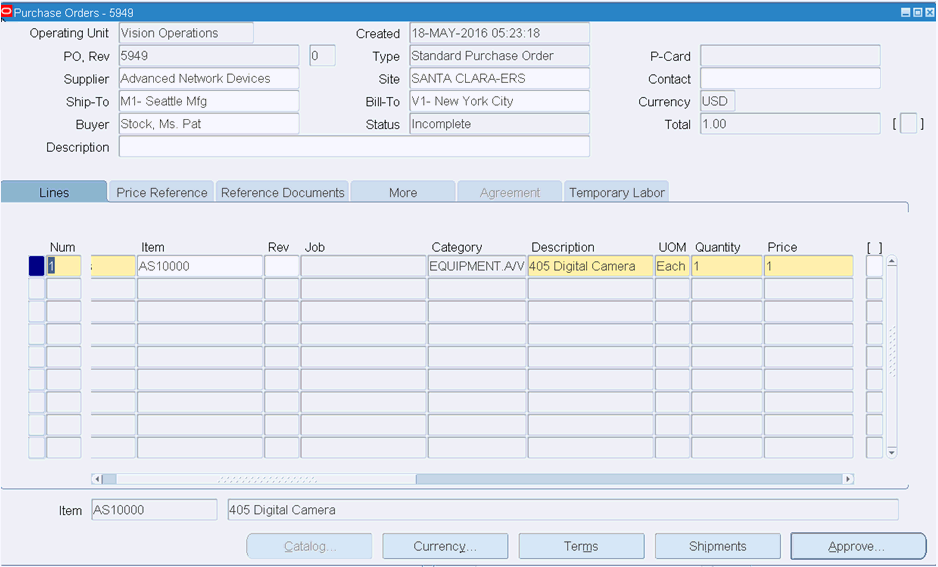 Purchase Orders - 5949
Operating Unit Vision Operations Created 18-MAY-2016 05:23:18
PO, Rev 5949 0 Type Standard Purchase Order P-Card
Supplier Advanced Network Devices Site SANTA CLARA-ERS Contact
Ship-To M1- Seattle Mfg Bill-To V1- New York City Currency USD
Buyer Stock, Ms. Pat Status Incomplete Total 1.00 [ ]
Description
Lines Price Reference Reference Documents More Agreement Temporary Labor
Num Item Rev Job Category Description UOM Quantity Price [ ]
1 AS10000 EQUIPMENT.A/V 405 Digital Camera Each 1 1
Item AS10000 405 Digital Camera
Catalog... Currency... Terms Shipments Approve...